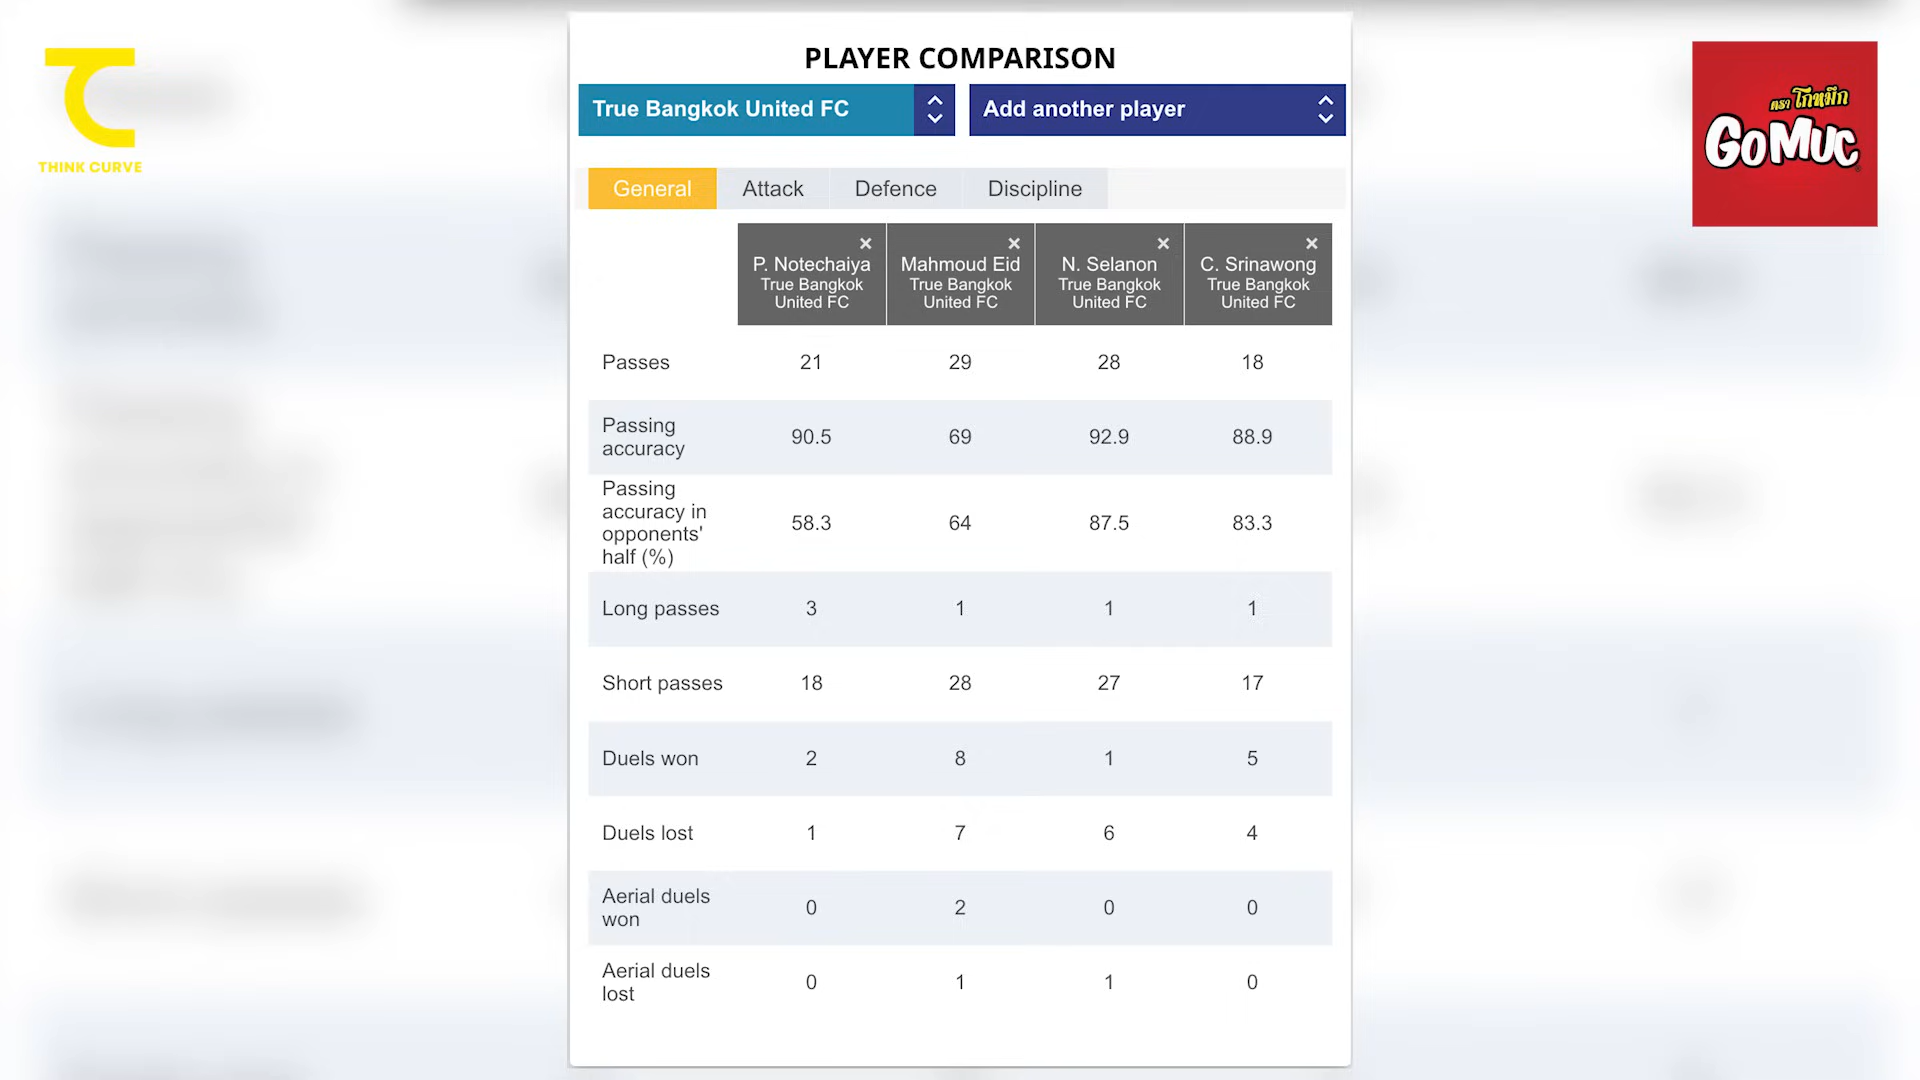 THINK CURVE
ตรา โกหมึก
GOMUC
PLAYER COMPARISON
True Bangkok United FC
Add another player
General Attack Defence Discipline
P. Notechaiya Mahmoud Eid N. Selanon C. Srinawong
True Bangkok True Bangkok True Bangkok True Bangkok
United FC United FC United FC United FC
Passes 21 29 28 18
Passing
accuracy 90.5 69 92.9 88.9
Passing
accuracy in
opponents'
half (%) 58.3 64 87.5 83.3
Long passes 3 1 1 1
Short passes 18 28 27 17
Duels won 2 8 1 5
Duels lost 1 7 6 4
Aerial duels
won 0 2 0 0
Aerial duels
lost 0 1 1 0